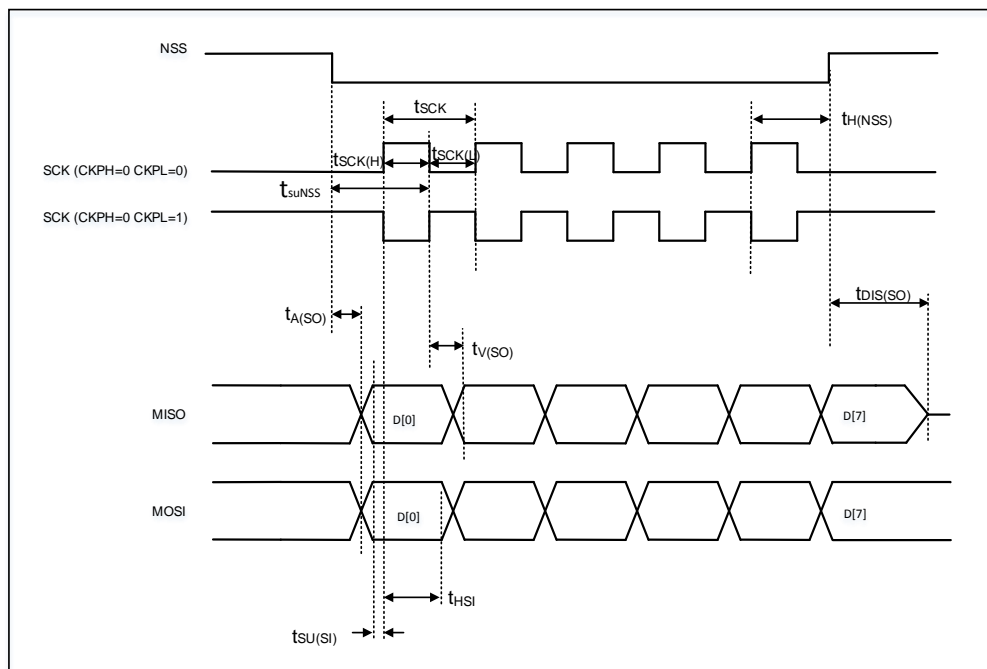 NSS
tSCK
tH(NSS)
tSCK(H)
tSCK(L)
SCK (CKPH=0 CKPL=0)
tsuNSS
SCK (CKPH=0 CKPL=1)
tDIS(SO)
tA(SO)
tV(SO)
MISO
D[0]
D[7]
MOSI
D[0]
D[7]
tHSI
tSU(SI)